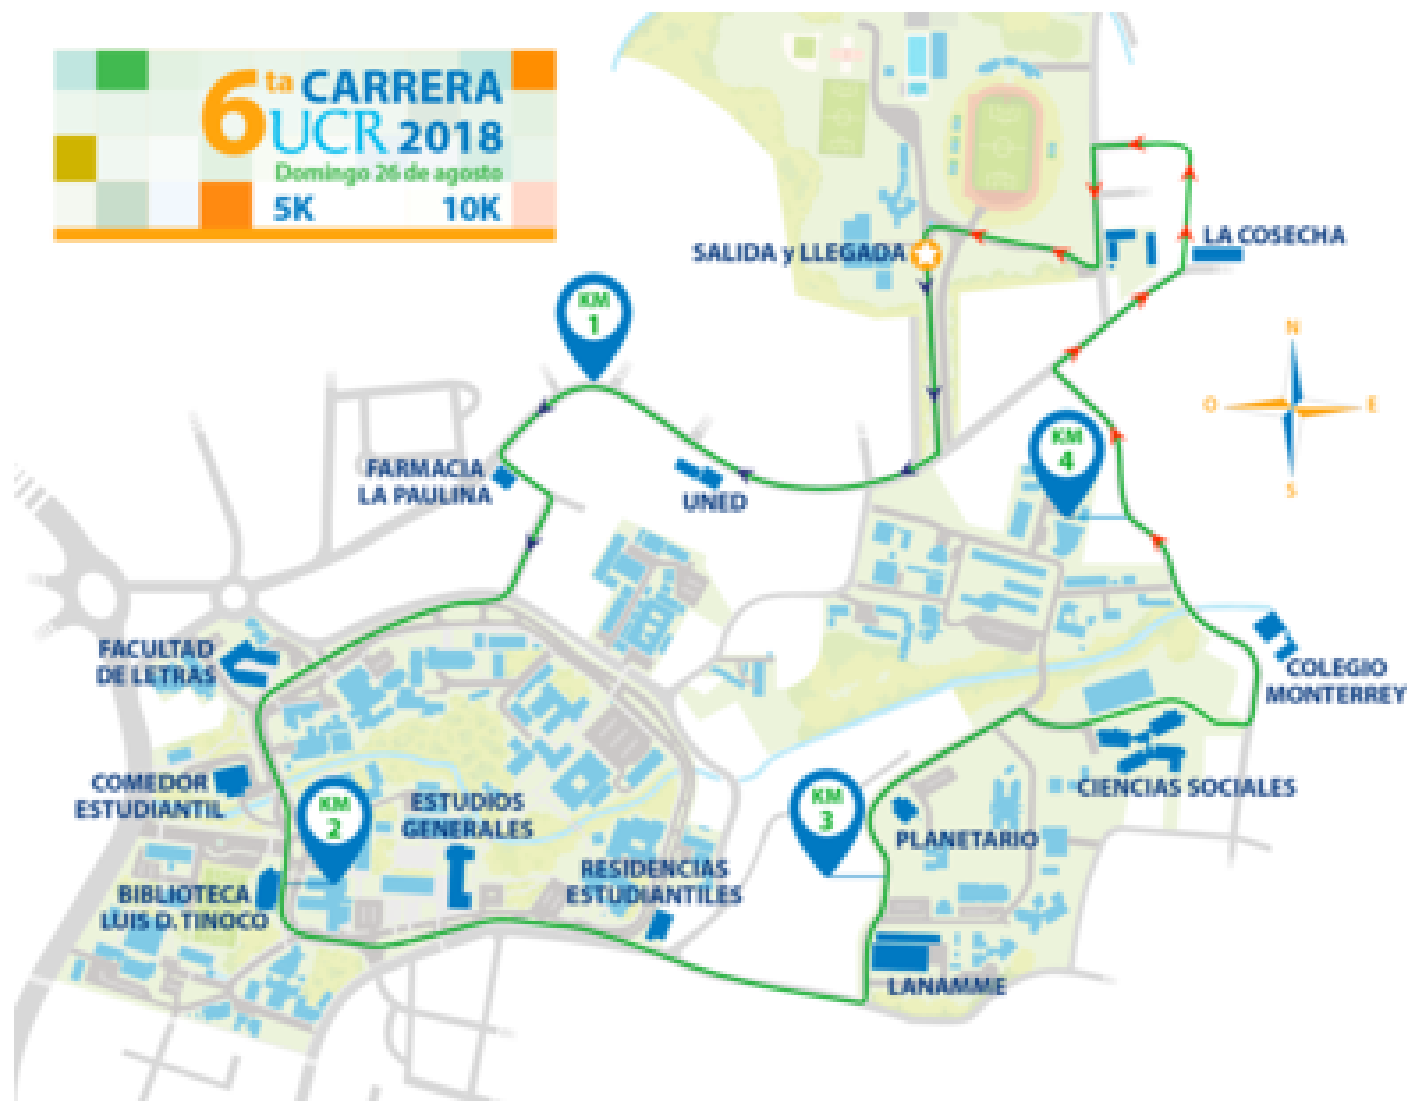 6ta CARRERA
UCR 2018
Domingo 26 de agosto
5K 10K
SALIDA y LLEGADA
LA COSECHA
KM
1
N
O E
S
KM
4
FARMACIA
LA PAULINA
UNED
FACULTAD
DE LETRAS
COLEGIO
MONTERREY
COMEDOR
ESTUDIANTIL
KM
2
ESTUDIOS
GENERALES
KM
3
CIENCIAS SOCIALES
PLANETARIO
RESIDENCIAS
ESTUDIANTILES
BIBLIOTECA
LUIS D. TINOCO
LANAMME